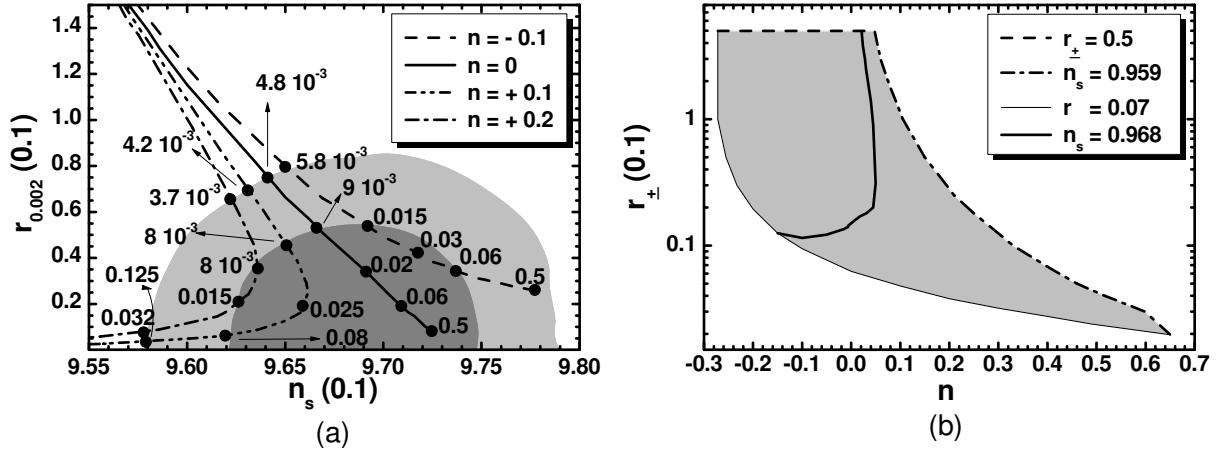 1.4
1.2
1.0
0.8
0.6
0.4
0.2
r0.002 (0.1)
n = - 0.1
n = 0
n = + 0.1
n = + 0.2
4.8 10-3
4.2 10-3
5.8 10-3
3.7 10-3
9 10-3
0.015
8 10-3
0.03
8 10-3
0.06
0.125
0.02
0.5
0.015
0.06
0.032
0.025
0.5
0.08
9.55 9.60 9.65 9.70 9.75 9.80
ns (0.1)
(a)
1
0.1
r± (0.1)
r± = 0.5
ns = 0.959
r = 0.07
ns = 0.968
-0.3 -0.2 -0.1 0.0 0.1 0.2 0.3 0.4 0.5 0.6 0.7
n
(b)